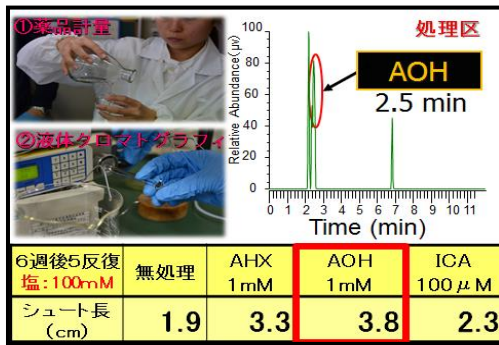 ①薬品計量
②液体クロマトグラフィ
処理区
Relative Abundance(μv)
100
80
60
40
20
0
AOH
2.5 min
0 1 2 3 4 5 6 7 8 9 10 11
Time (min)
6週後5反復
塩:100mM
無処理
AHX
1mM
AOH
1mM
ICA
100μM
シュート長
(cm)
1.9
3.3
3.8
2.3